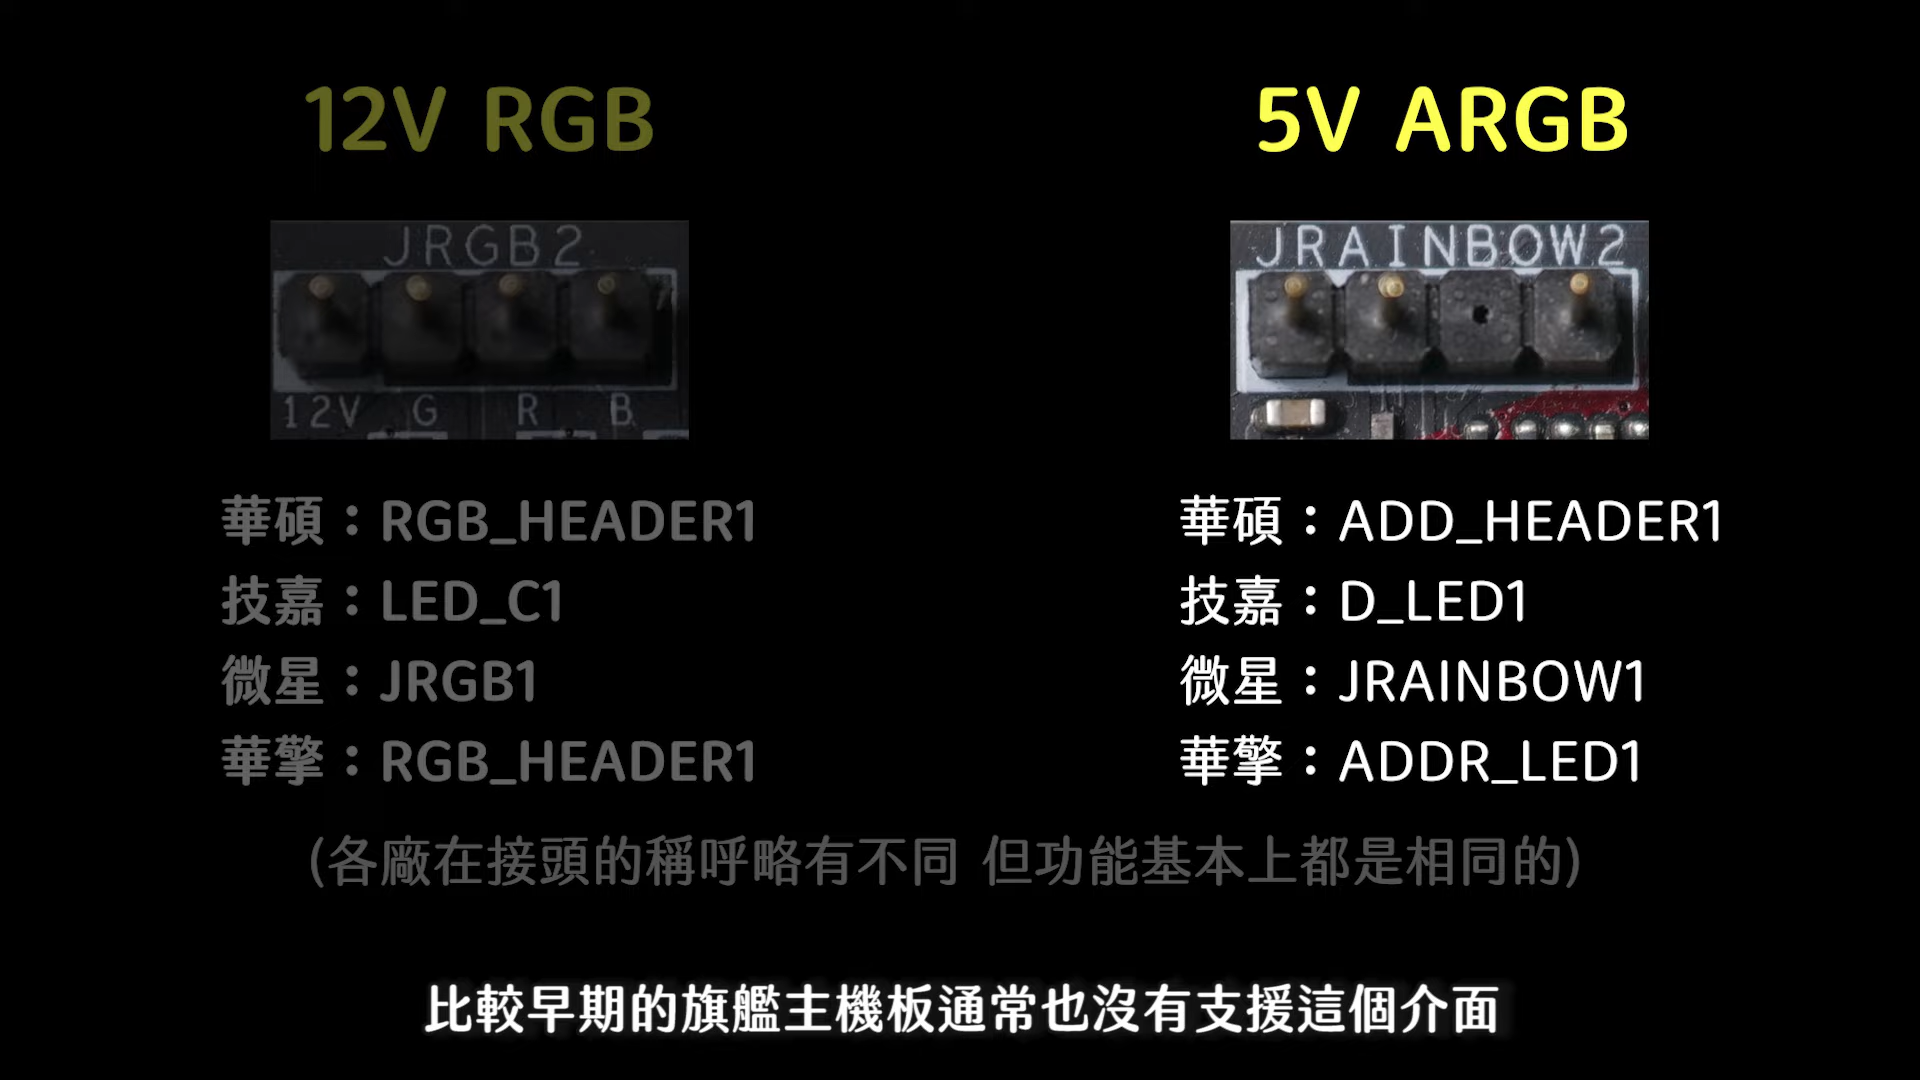 12V RGB
JRGB2
12V G R B
華碩：RGB_HEADER1
技嘉：LED_C1
微星：JRGB1
華擎：RGB_HEADER1
5V ARGB
JRAINBOW2
華碩：ADD_HEADER1
技嘉：D_LED1
微星：JRAINBOW1
華擎：ADDR_LED1
(各廠在接頭的稱呼略有不同 但功能基本上都是相同的)
比較早期的旗艦主機板通常也沒有支援這個介面